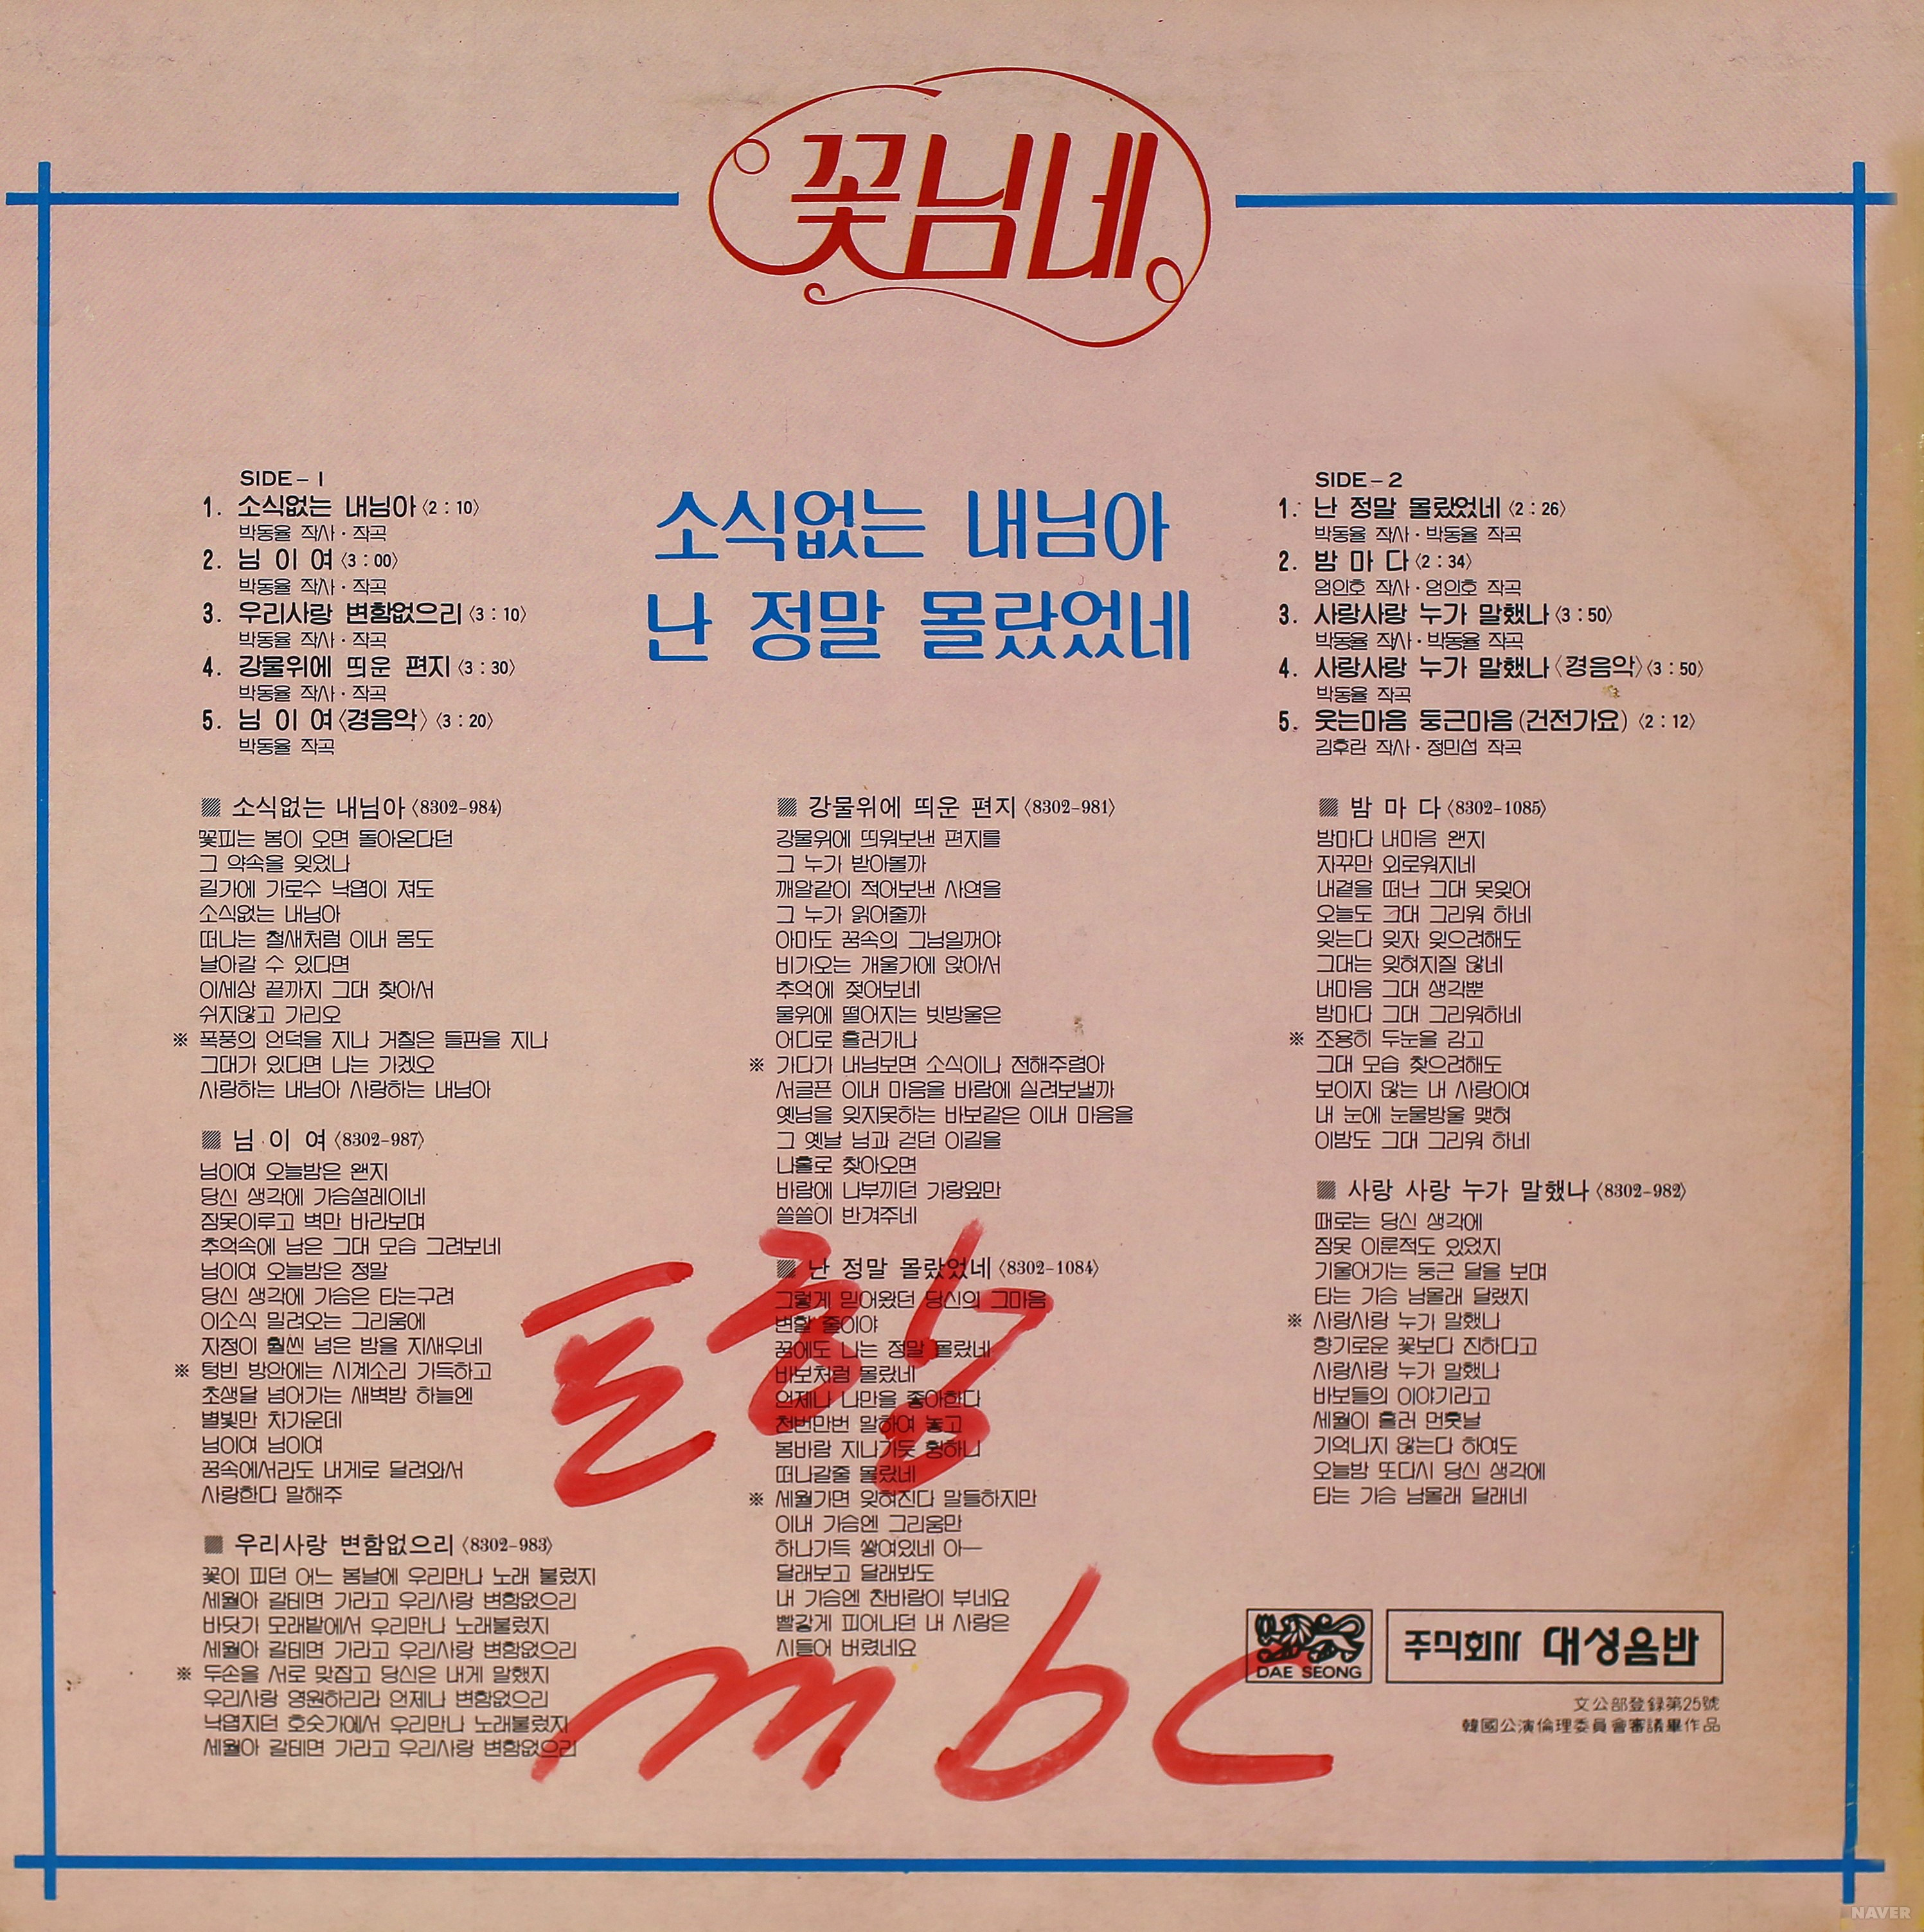 꽃님네
SIDE-1
1. 소식없는 내님아〈2:10〉
박동율 작사·작곡
2. 님 이 여〈3:00〉
박동율 작사·작곡
3. 우리사랑 변함없으리〈3:10〉
박동율 작사·작곡
4. 강물위에 띄운 편지〈3:30〉
박동율 작사·작곡
5. 님 이 여〈경음악〉〈3:20〉
박동율 작곡
소식없는 내님아
난 정말 몰랐었네
SIDE-2
1. 난 정말 몰랐었네〈2:26〉
박동율 작사·박동율 작곡
2. 밤 마 다〈2:34〉
엄인호 작사·엄인호 작곡
3. 사랑사랑 누가 말했나〈3:50〉
박동율 작사·박동율 작곡
4. 사랑사랑 누가 말했나〈경음악〉〈3:50〉
박동율 작곡
5. 웃는마음 둥근마음(건전가요)〈2:12〉
김후란 작사·정민섭 작곡
▨ 소식없는 내님아〈8302-984〉
꽃피는 봄이 오면 돌아온다던
그 약속을 잊었나
길가에 가로수 낙엽이 져도
소식없는 내님아
떠나는 철새처럼 이내 몸도
날아갈 수 있다면
이세상 끝까지 그대 찾아서
쉬지않고 가리오
※ 폭풍의 언덕을 지나 거칠은 들판을 지나
그대가 있다면 나는 가겠오
사랑하는 내님아 사랑하는 내님아
▨ 님 이 여〈8302-987〉
님이여 오늘밤은 왠지
당신 생각에 가슴설레이네
잠못이루고 벽만 바라보며
추억속에 남은 그대 모습 그려보네
님이여 오늘밤은 정말
당신 생각에 가슴은 타는구려
이소식 밀려오는 그리움에
자정이 훨씬 넘은 밤을 지새우네
※ 텅빈 방안에는 시계소리 가득하고
초생달 넘어가는 새벽밤 하늘엔
별빛만 차가운데
님이여 님이여
꿈속에서라도 내게로 달려와서
사랑한다 말해주
▨ 우리사랑 변함없으리〈8302-983〉
꽃이 피던 어느 봄날에 우리만나 노래 불렀지
세월아 갈테면 가라고 우리사랑 변함없으리
바닷가 모래밭에서 우리만나 노래불렀지
세월아 갈테면 가라고 우리사랑 변함없으리
※ 두손을 서로 맞잡고 당신은 내게 말했지
우리사랑 영원하리라 언제나 변함없으리
낙엽지던 호숫가에서 우리만나 노래불렀지
세월아 갈테면 가라고 우리사랑 변함없으리
▨ 강물위에 띄운 편지〈8302-981〉
강물위에 띄워보낸 편지를
그 누가 받아볼까
깨알같이 적어보낸 사연을
그 누가 읽어줄까
아마도 꿈속의 그님일꺼야
비가오는 개울가에 앉아서
추억에 젖어보네
물위에 떨어지는 빗방울은
어디로 흘러가나
※ 가다가 내님보면 소식이나 전해주렴아
서글픈 이내 마음을 바람에 실려보낼까
옛님을 잊지못하는 바보같은 이내 마음을
그 옛날 님과 걷던 이길을
나홀로 찾아오면
바람에 나부끼던 가랑잎만
쓸쓸이 반겨주네
▨ 난 정말 몰랐었네〈8302-1084〉
그렇게 믿어왔던 당신의 그마음
변할 줄이야
꿈에도 나는 정말 몰랐네
바보처럼 몰랐네
언제나 나만을 좋아한다
천번만번 말하여 놓고
봄바람 지나가듯 휭하니
떠나갈줄 몰랐네
※ 세월가면 잊혀진다 말들하지만
이내 가슴엔 그리움만
하나가득 쌓여있네 아—
달래보고 달래봐도
내 가슴엔 찬바람이 부네요
빨갛게 피어나던 내 사랑은
시들어 버렸네요
▨ 밤 마 다〈8302-1085〉
밤마다 내마음 왠지
자꾸만 외로워지네
내곁을 떠난 그대 못잊어
오늘도 그대 그리워 하네
잊는다 잊자 잊으려해도
그대는 잊혀지질 않네
내마음 그대 생각뿐
밤마다 그대 그리워하네
※ 조용히 두눈을 감고
그대 모습 찾으려해도
보이지 않는 내 사랑이여
내 눈에 눈물방울 맺혀
이밤도 그대 그리워 하네
▨ 사랑 사랑 누가 말했나〈8302-982〉
때로는 당신 생각에
잠못 이룬적도 있었지
기울어가는 둥근 달을 보며
타는 가슴 남몰래 달랬지
※ 사랑사랑 누가 말했나
향기로운 꽃보다 진하다고
사랑사랑 누가 말했나
바보들의 이야기라고
세월이 흘러 먼훗날
기억나지 않는다 하여도
오늘밤 또다시 당신 생각에
타는 가슴 남몰래 달래네
mbc
DAE SEONG
주식회사 대성음반
文公部登録第25號
韓國公演倫理委員會審議畢作品
NAVER